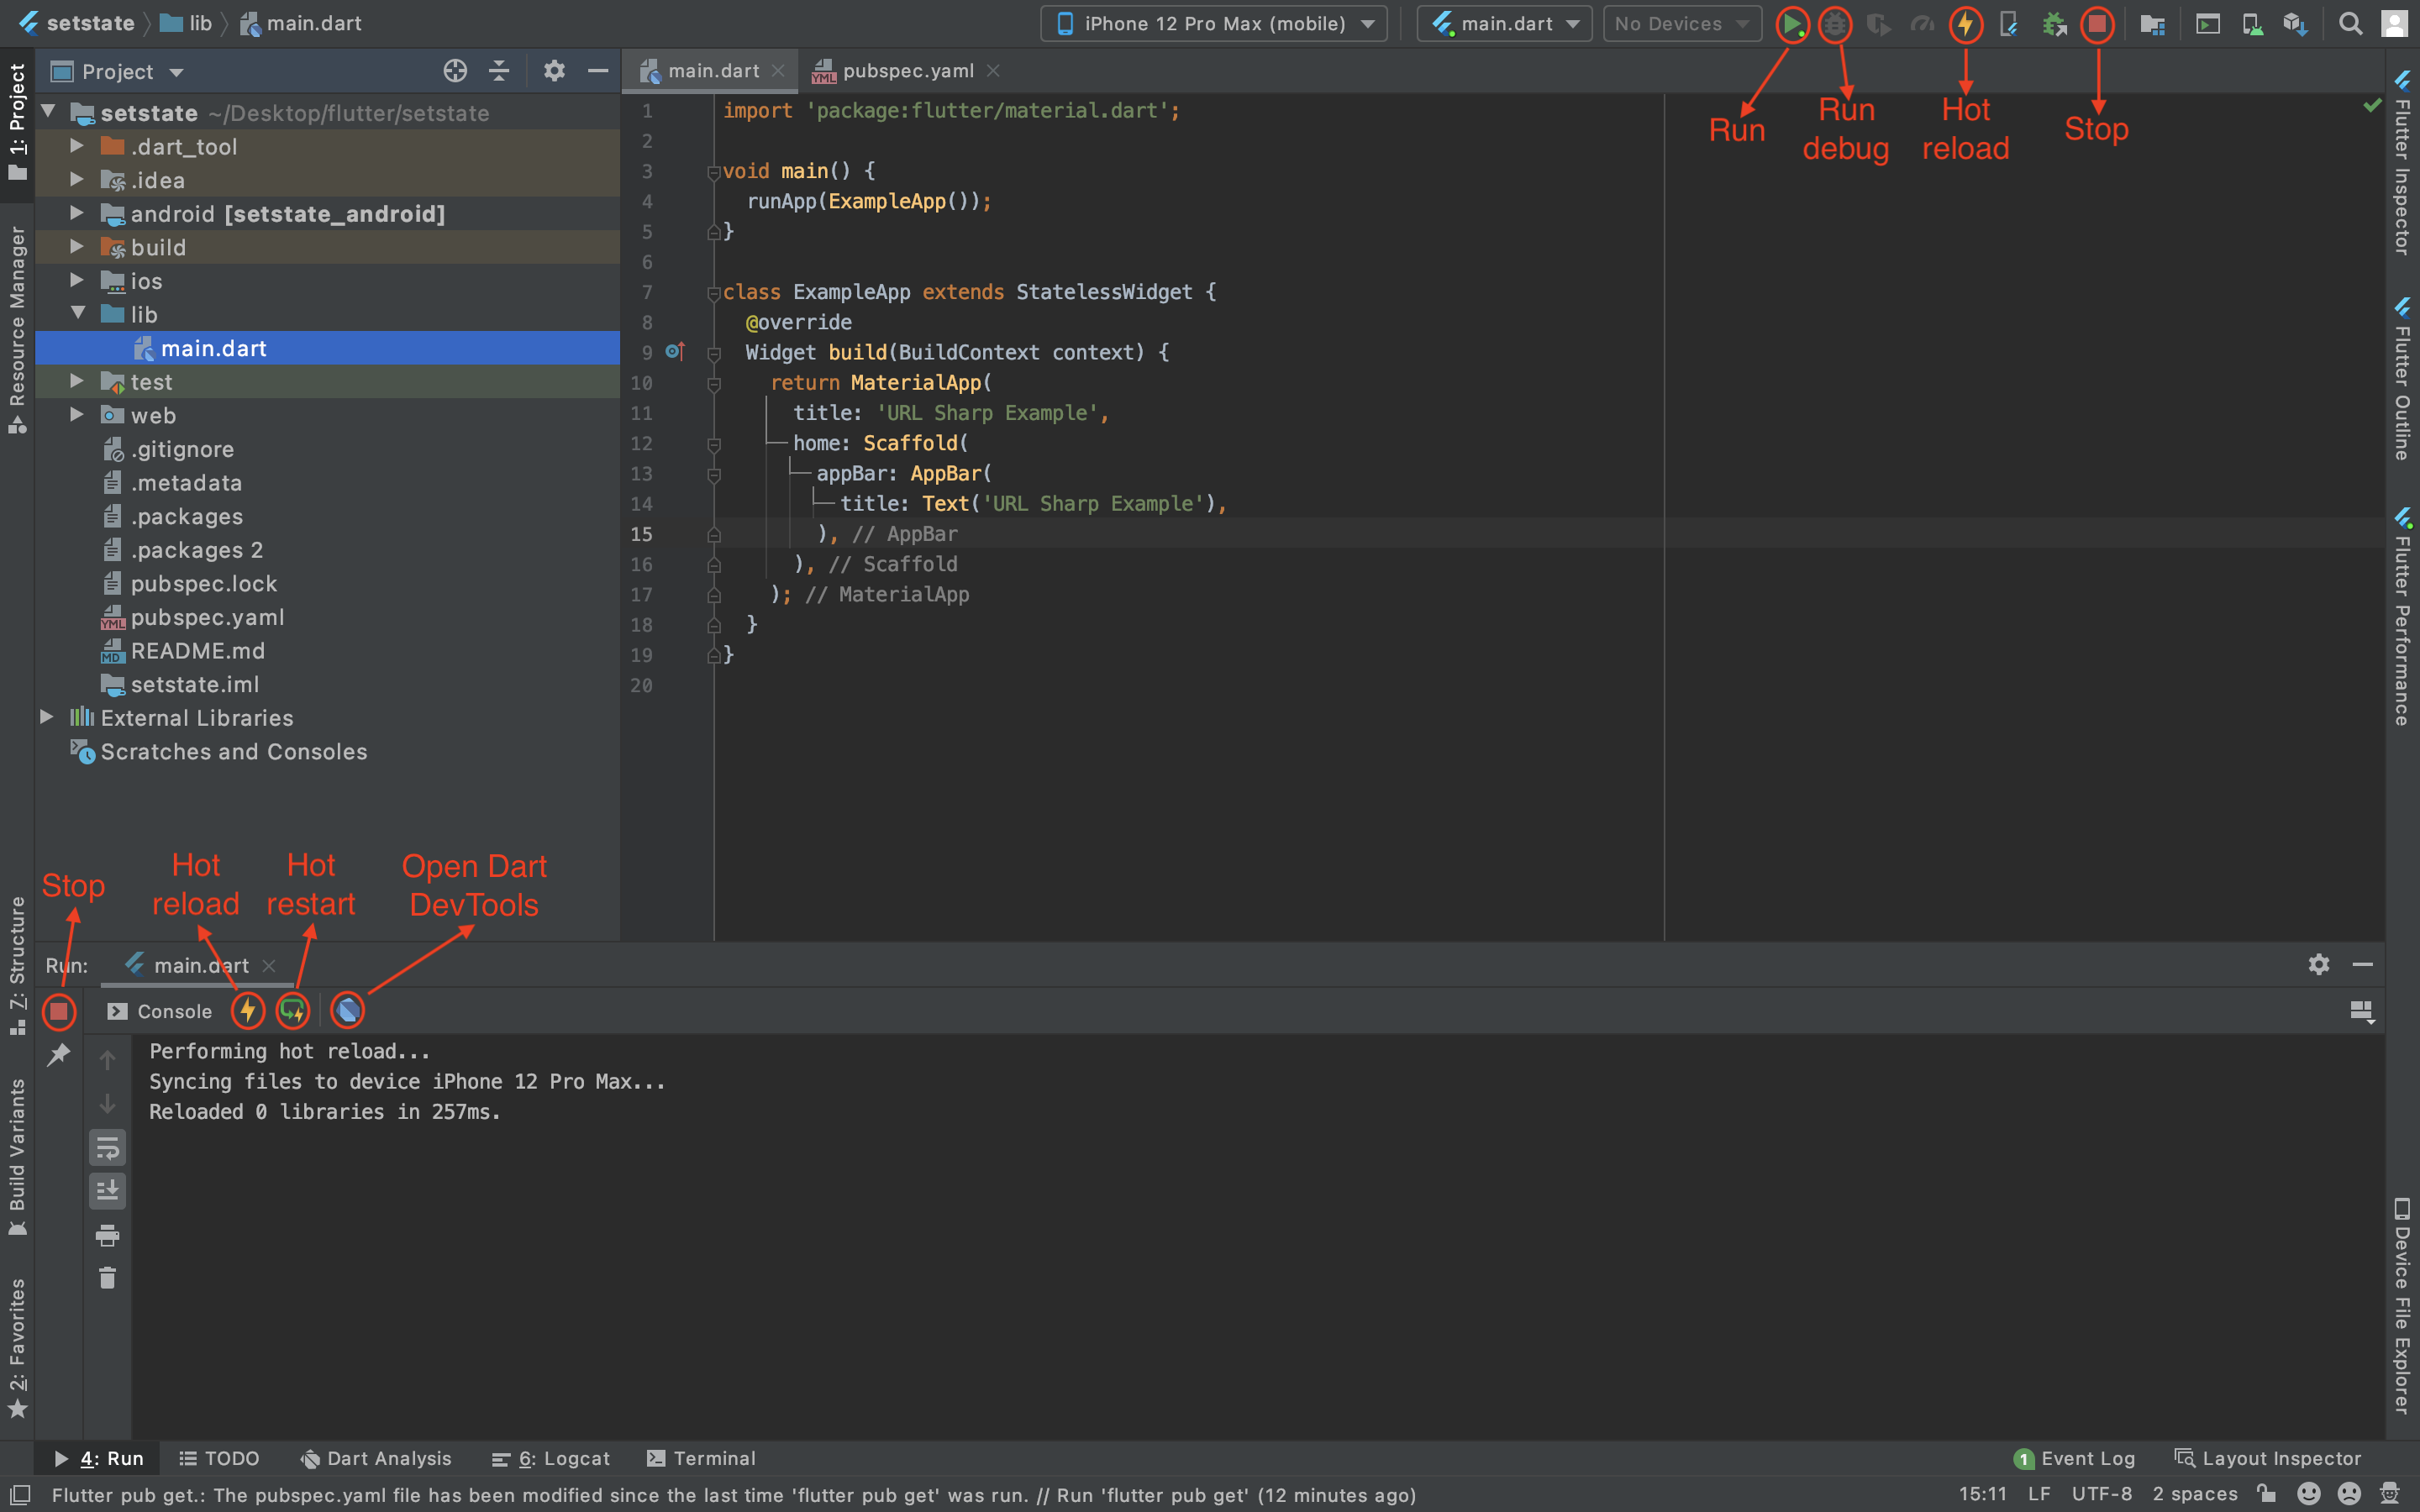 setstate lib main.dart
iPhone 12 Pro Max (mobile) main.dart No Devices
1: Project
Resource Manager
Project
setstate ~/Desktop/flutter/setstate
.dart_tool
.idea
android [setstate_android]
build
ios
lib
main.dart
test
web
.gitignore
.metadata
.packages
.packages 2
pubspec.lock
pubspec.yaml
README.md
setstate.iml
External Libraries
Scratches and Consoles
main.dart pubspec.yaml
1 import 'package:flutter/material.dart';
2
3 void main() {
4 runApp(ExampleApp());
5 }
6
7 class ExampleApp extends StatelessWidget {
8 @override
9 Widget build(BuildContext context) {
10 return MaterialApp(
11 title: 'URL Sharp Example',
12 home: Scaffold(
13 appBar: AppBar(
14 title: Text('URL Sharp Example'),
15 ), // AppBar
16 ), // Scaffold
17 ); // MaterialApp
18 }
19 }
20
Run
Run
debug
Hot
reload
Stop
Flutter Inspector
Flutter Outline
Flutter Performance
Stop
Hot
reload
Hot
restart
Open Dart
DevTools
7: Structure
Build Variants
2: Favorites
Run: main.dart
Console
Performing hot reload...
Syncing files to device iPhone 12 Pro Max...
Reloaded 0 libraries in 257ms.
Device File Explorer
4: Run TODO Dart Analysis 6: Logcat Terminal
1 Event Log Layout Inspector
Flutter pub get.: The pubspec.yaml file has been modified since the last time 'flutter pub get' was run. // Run 'flutter pub get' (12 minutes ago)
15:11 LF UTF-8 2 spaces